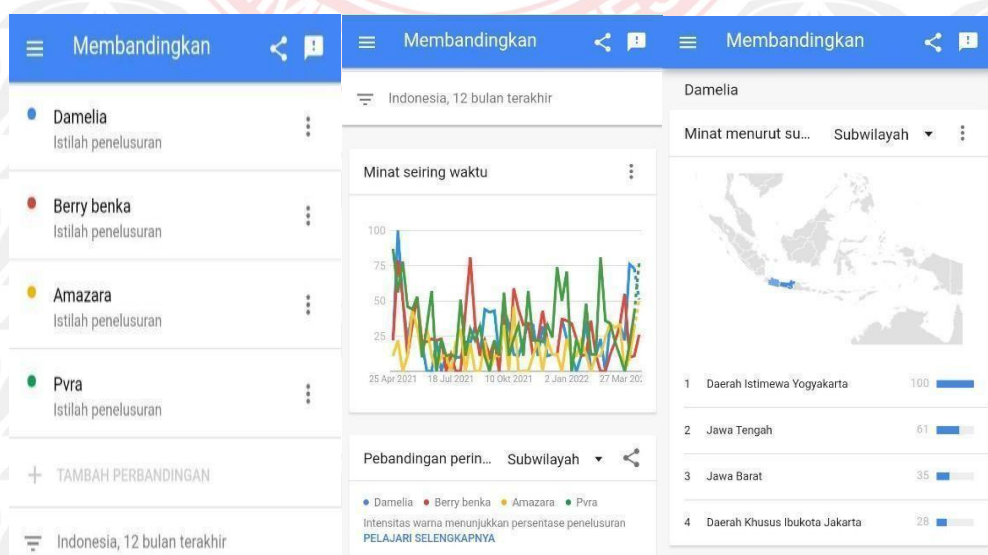 Membandingkan
Damelia
Istilah penelusuran
Berry benka
Istilah penelusuran
Amazara
Istilah penelusuran
Pvra
Istilah penelusuran
+ TAMBAH PERBANDINGAN
Indonesia, 12 bulan terakhir
Membandingkan
Indonesia, 12 bulan terakhir
Minat seiring waktu
100
75
50
25
25 Apr 2021 18 Jul 2021 10 Okt 2021 2 Jan 2022 27 Mar 202
Pebandingan perin... Subwilayah
Damelia Berry benka Amazara Pvra
Intensitas warna menunjukkan persentase penelusuran
PELAJARI SELENGKAPNYA
Membandingkan
Damelia
Minat menurut su... Subwilayah
1 Daerah Istimewa Yogyakarta 100
2 Jawa Tengah 61
3 Jawa Barat 35
4 Daerah Khusus Ibukota Jakarta 28